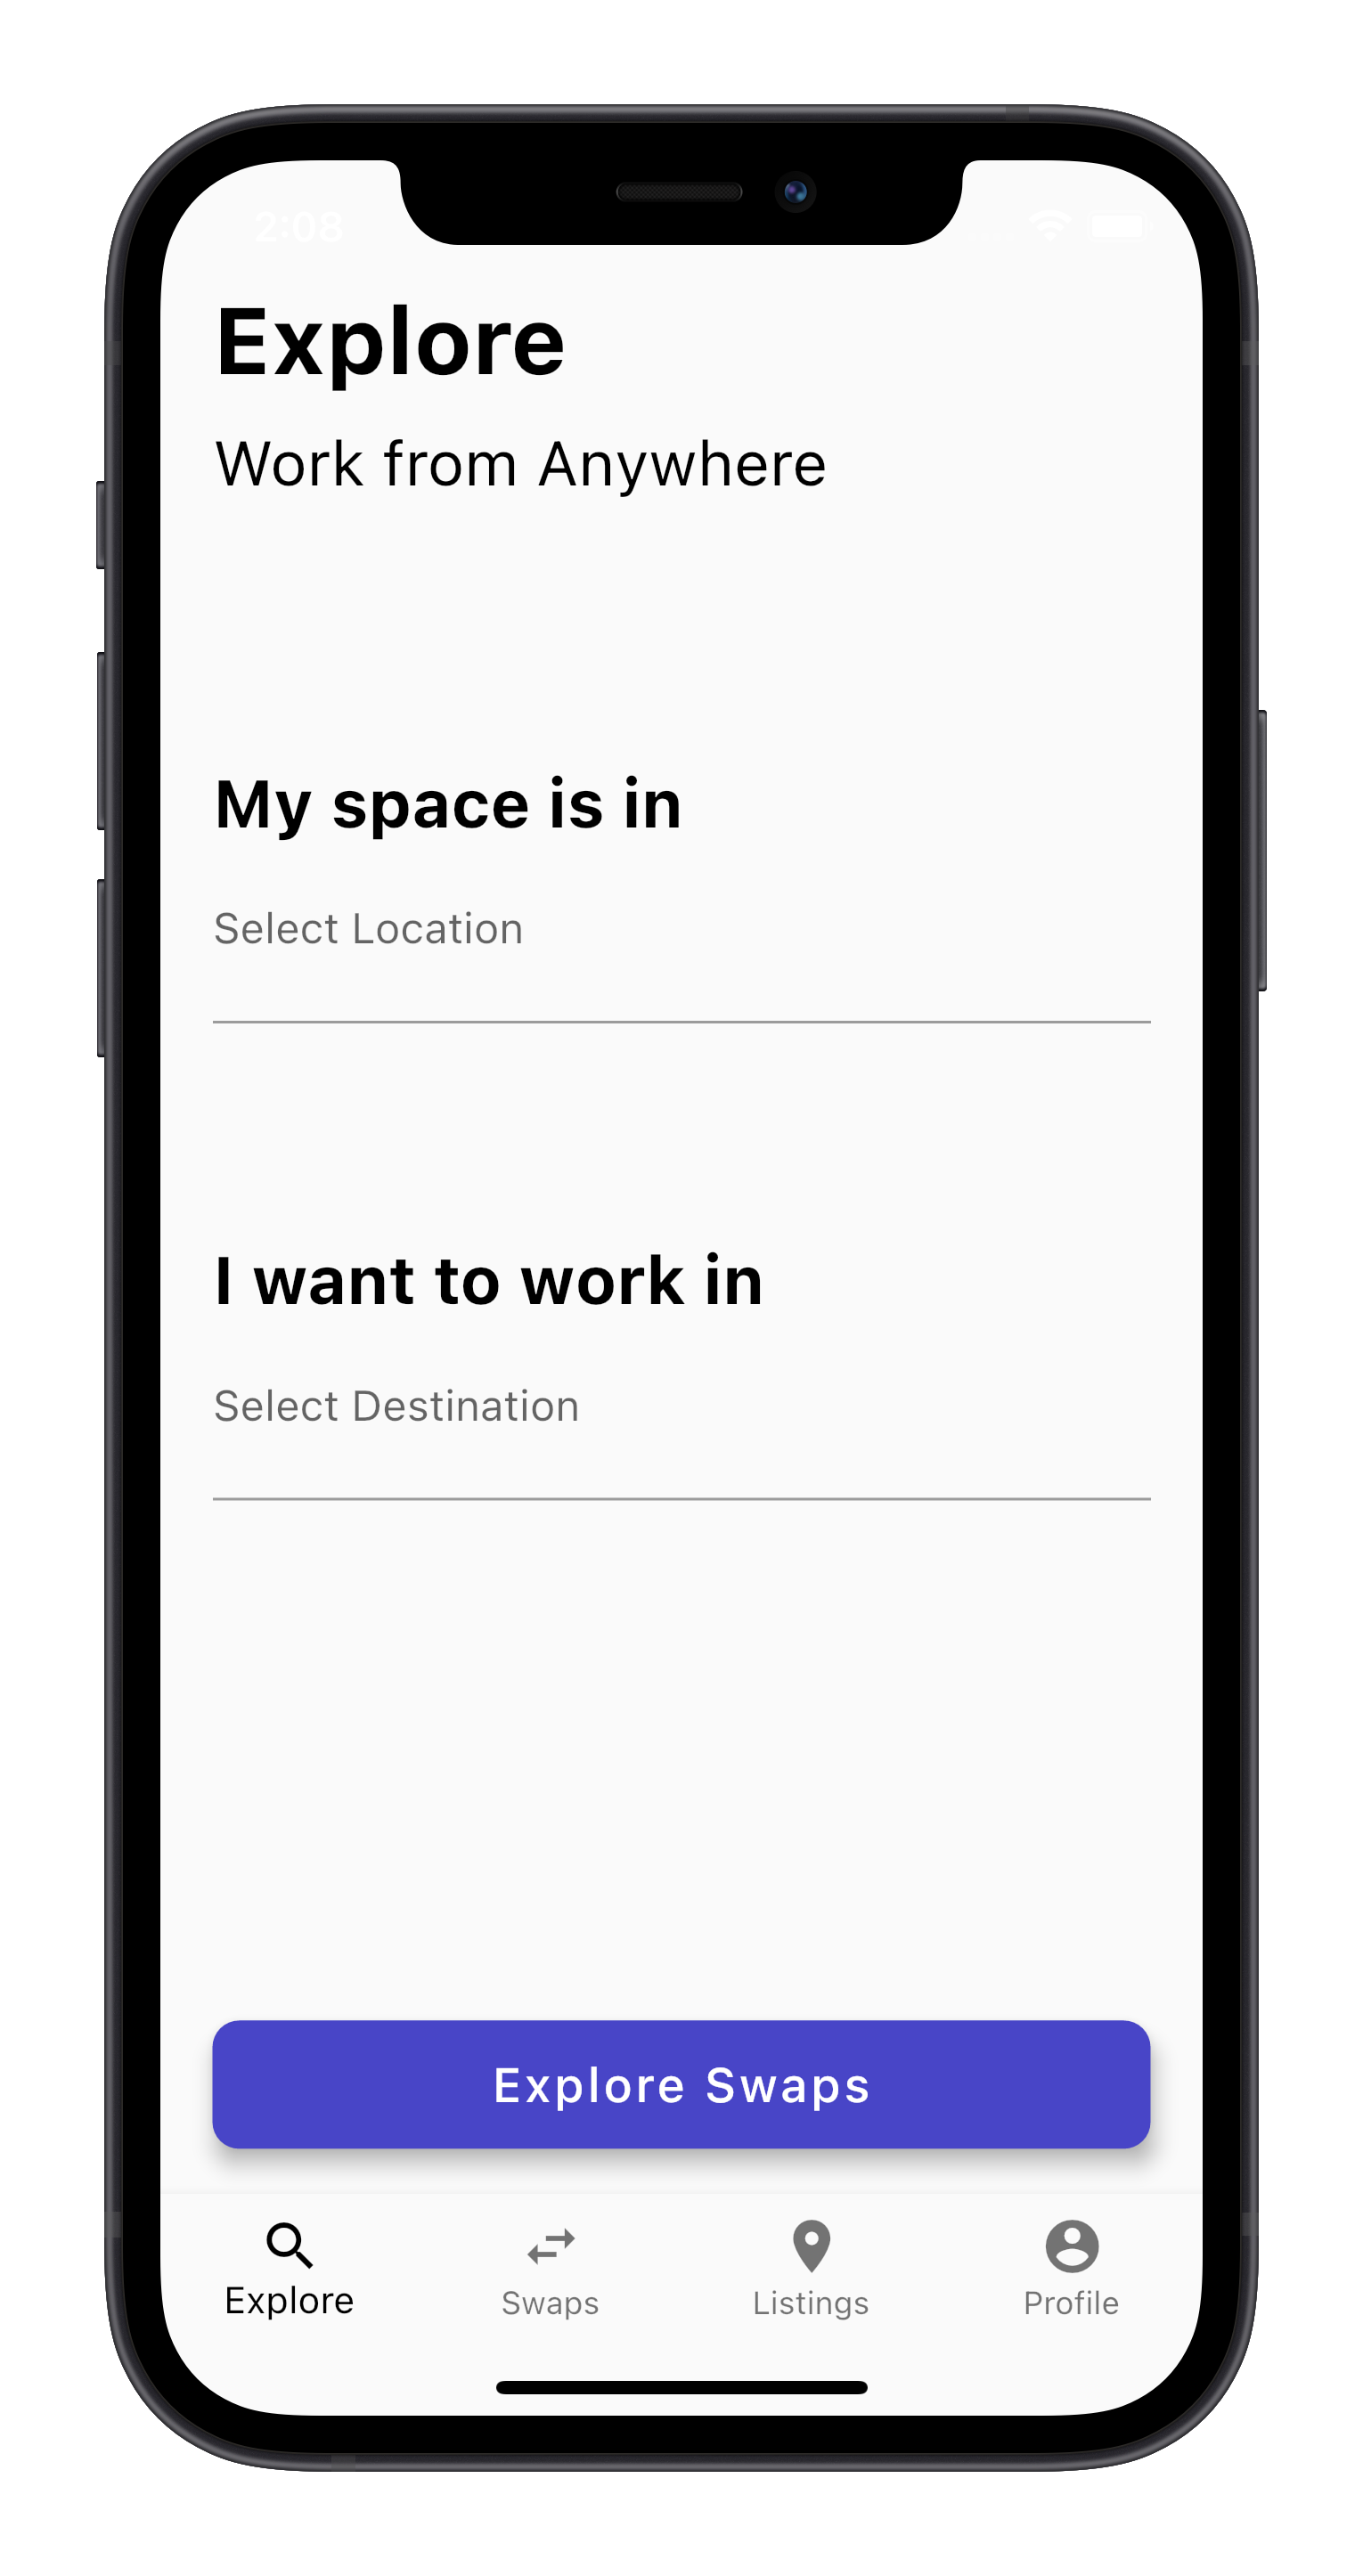 2:08
Explore
Work from Anywhere
My space is in
Select Location
I want to work in
Select Destination
Explore Swaps
Explore Swaps Listings Profile